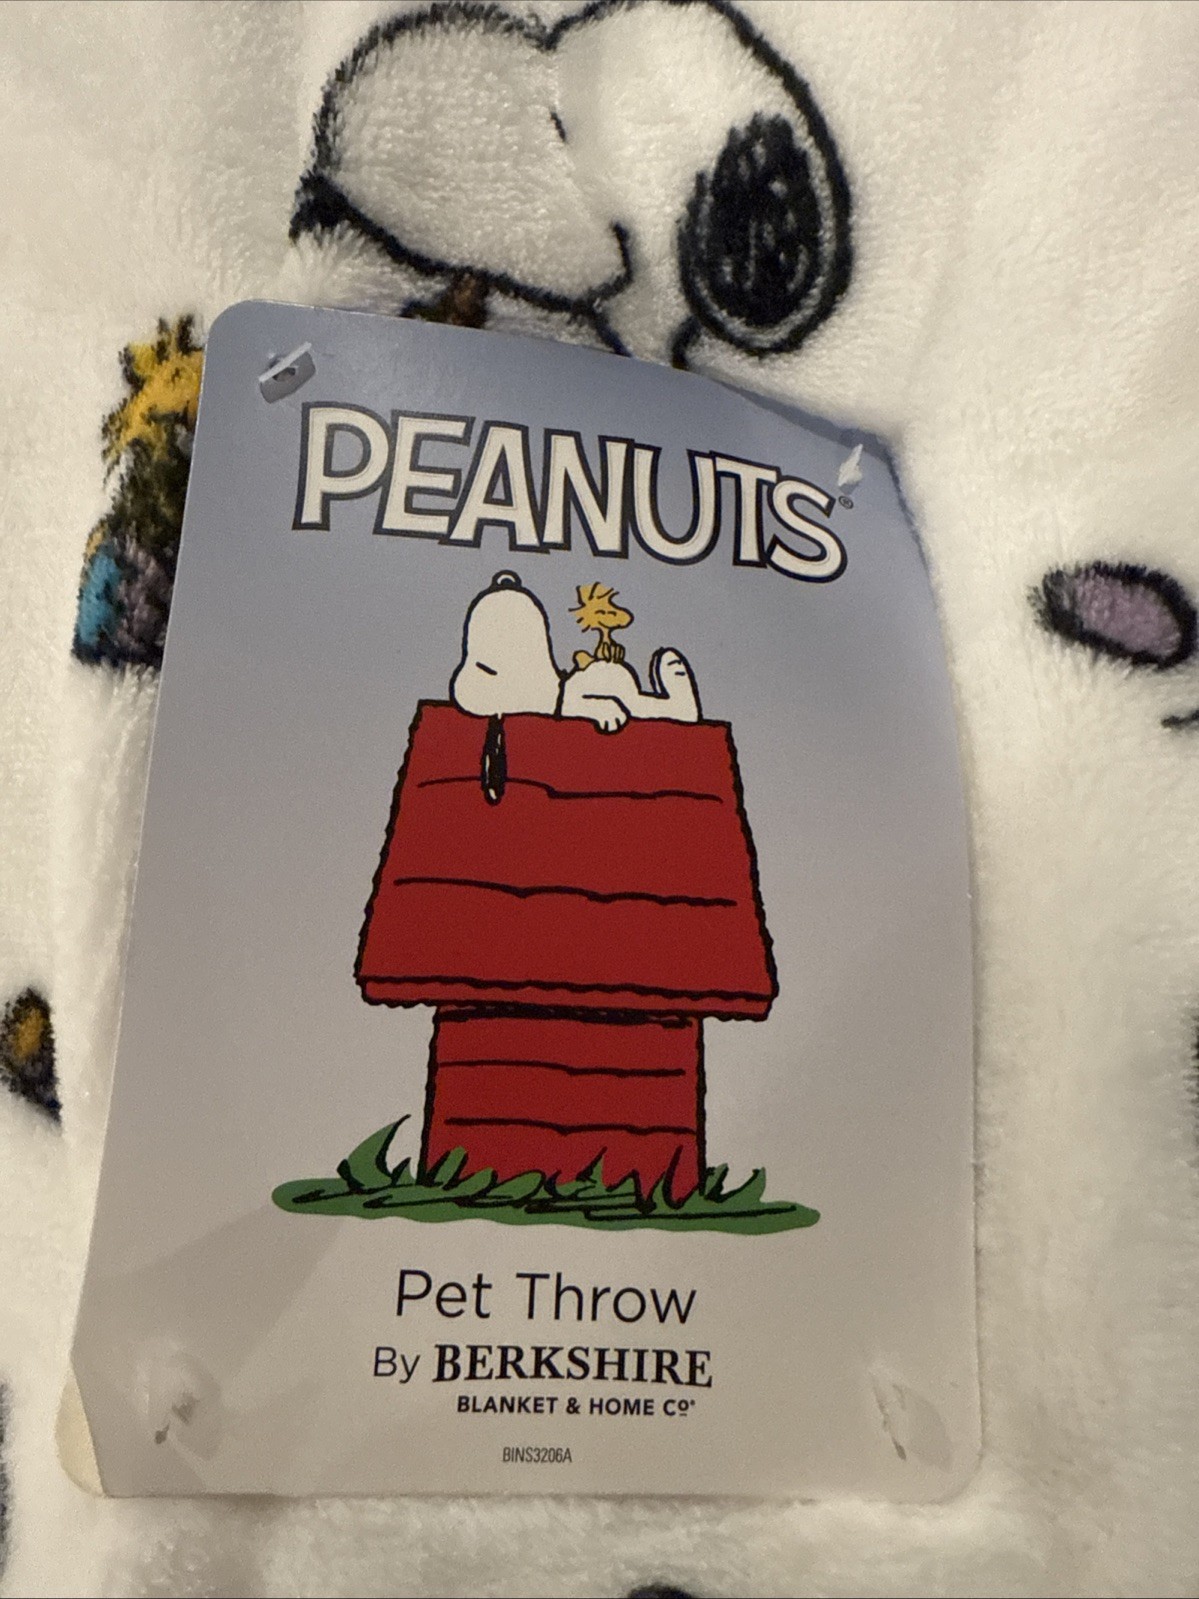 PEANUTS®
Pet Throw
By BERKSHIRE
BLANKET & HOME Cº®
BINS3206A